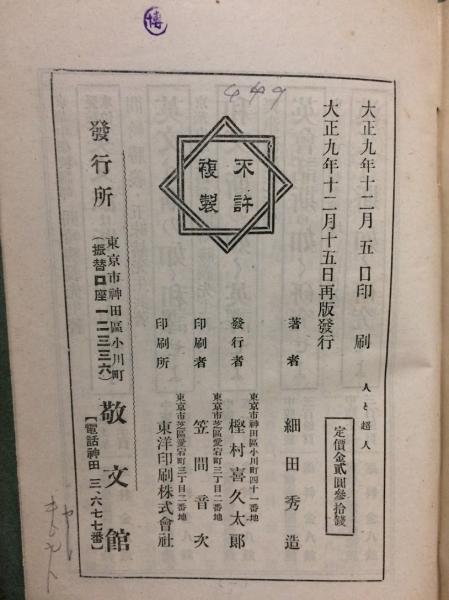 大正九年十二月五日印刷
大正九年十二月十五日再版發行
人と超人
定價金貳圓參拾錢
不許
複製
著者 細田秀造
東京市神田區小川町四十一番地
發行者 樫村喜久太郎
東京市芝區愛宕町三丁目二番地
印刷者 笠間音次
東京市芝區愛宕町三丁目二番地
印刷所 東洋印刷株式會社
發行所
東京市神田區小川町
(振替口座一二三三六)
敬文館
【電話神田三、六七七番】
博